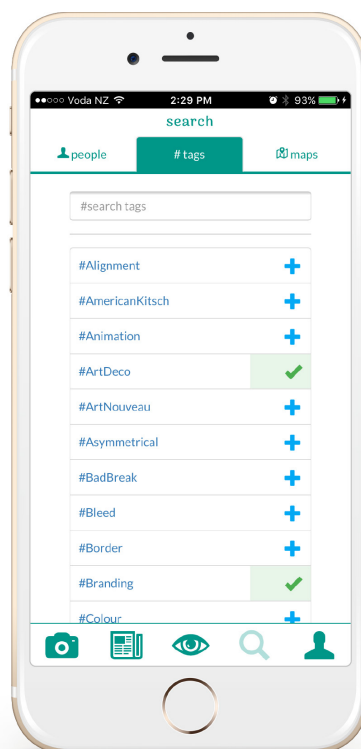 Voda NZ 2:29 PM 93%
search
people # tags maps
#search tags
#Alignment
#AmericanKitsch
#Animation
#ArtDeco
#ArtNouveau
#Asymmetrical
#BadBreak
#Bleed
#Border
#Branding
#Colour